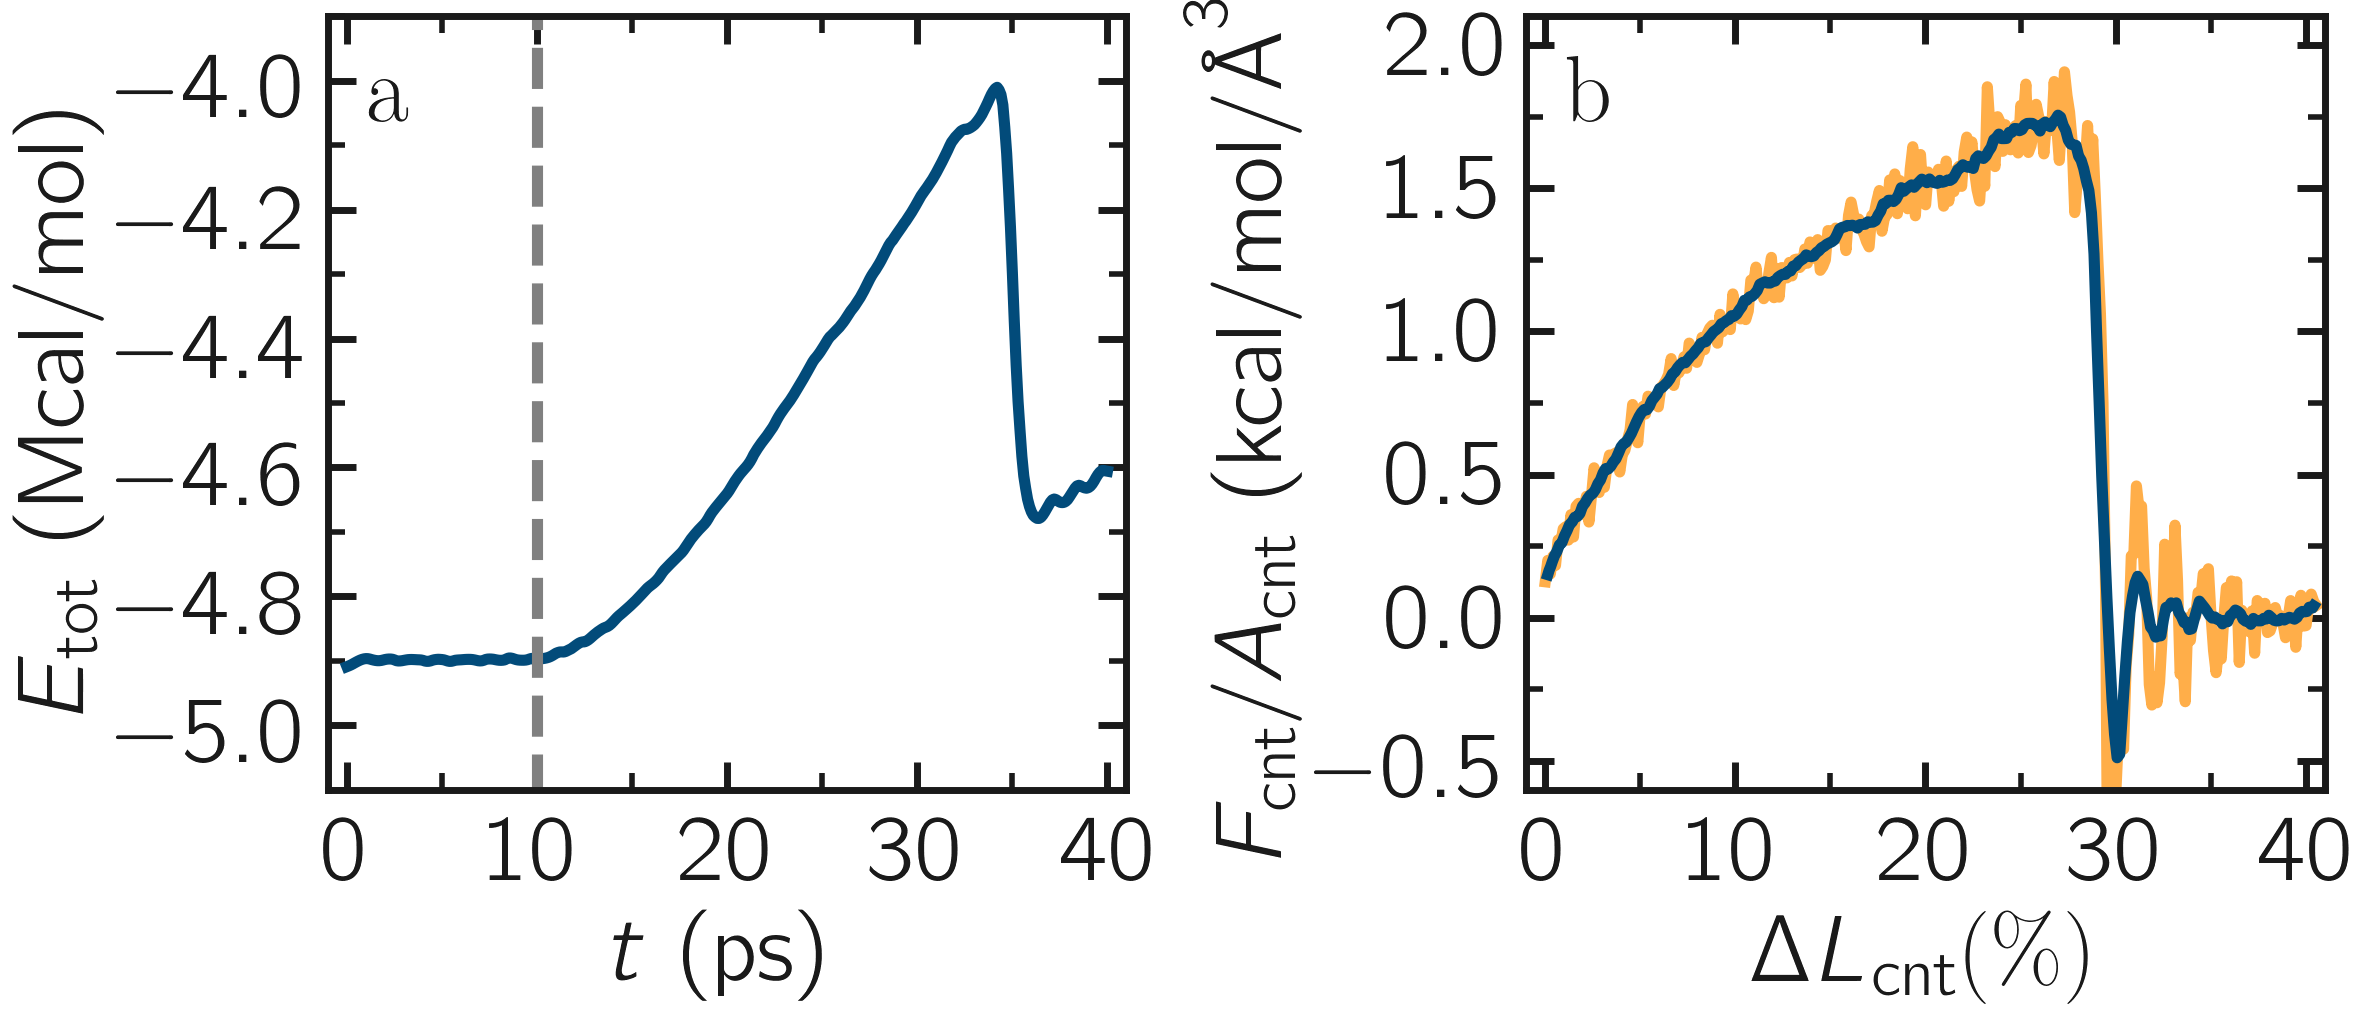 a
E_tot (Mcal/mol)
−4.0
−4.2
−4.4
−4.6
−4.8
−5.0
0 10 20 30 40
t (ps)
b
F_cnt/A_cnt (kcal/mol/Å³
2.0
1.5
1.0
0.5
0.0
−0.5
0 10 20 30 40
ΔL_cnt(%)